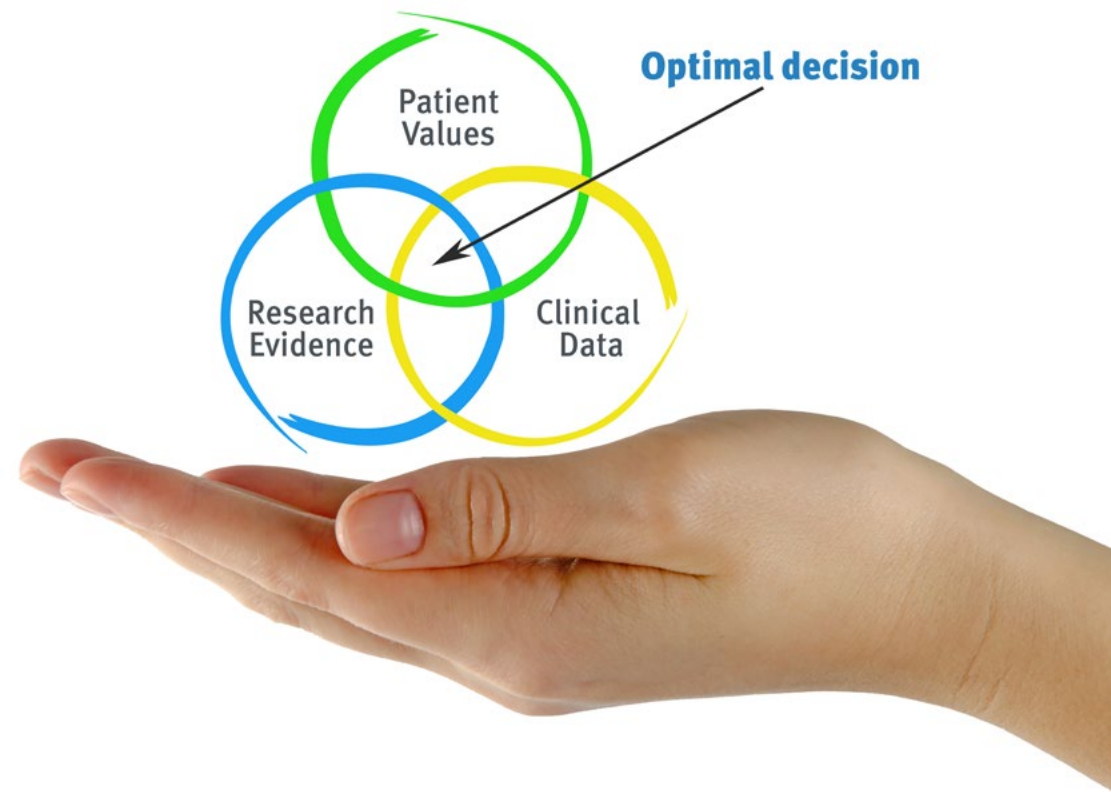 Optimal decision
Patient
Values
Research
Evidence
Clinical
Data